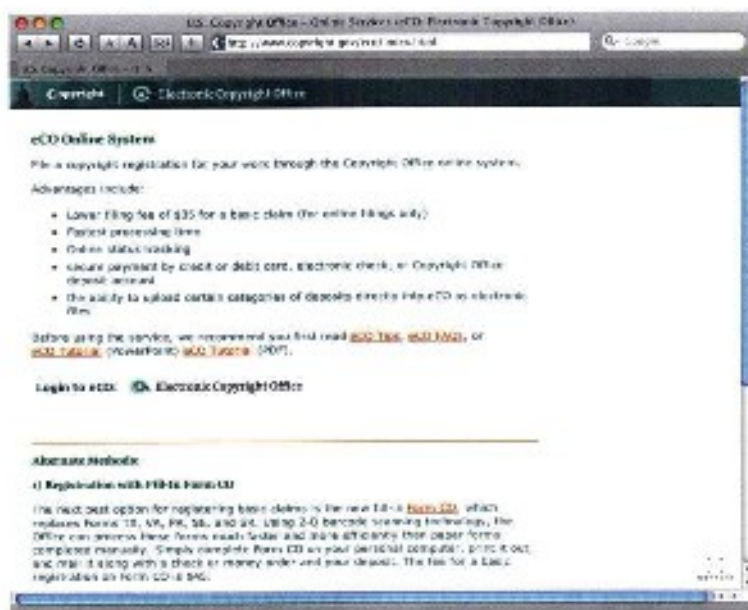 U.S. Copyright Office - Online Services (eCO: Electronic Copyright Office)
Copyright Electronic Copyright Office
eCO Online System
File a copyright registration for your work through the Copyright Office online system.
Advantages include:
Lower filing fee of $35 for a basic claim (for online filings only)
Fastest processing time
Online status tracking
secure payment by credit or debit card, electronic check, or Copyright Office
deposit account
the ability to upload certain categories of deposits directly into eCO as electronic
files
Before using the service, we recommend you first read eCO Tips, eCO FAQs, or
eCO Tutorial (PowerPoint) eCO Tutorial (PDF).
Login to eCO: Electronic Copyright Office
Alternate Methods:
1) Registration with Fill-In Form CO
The next best option for registering basic claims is the new fill-in Form CO, which
replaces Forms TX, VA, PA, SE, and SR. Using 2-D barcode scanning technology, the
Office can process these forms much faster and more efficiently than paper forms
completed manually. Simply complete Form CO on your personal computer, print it out,
and mail it along with a check or money order and your deposit. The fee for a basic
registration on Form CO is $45.